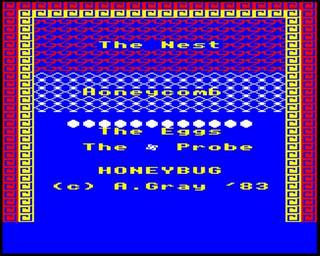 The Nest
Honeycomb
The Eggs
The & Probe
HONEYBUG
(c) A.Gray '83